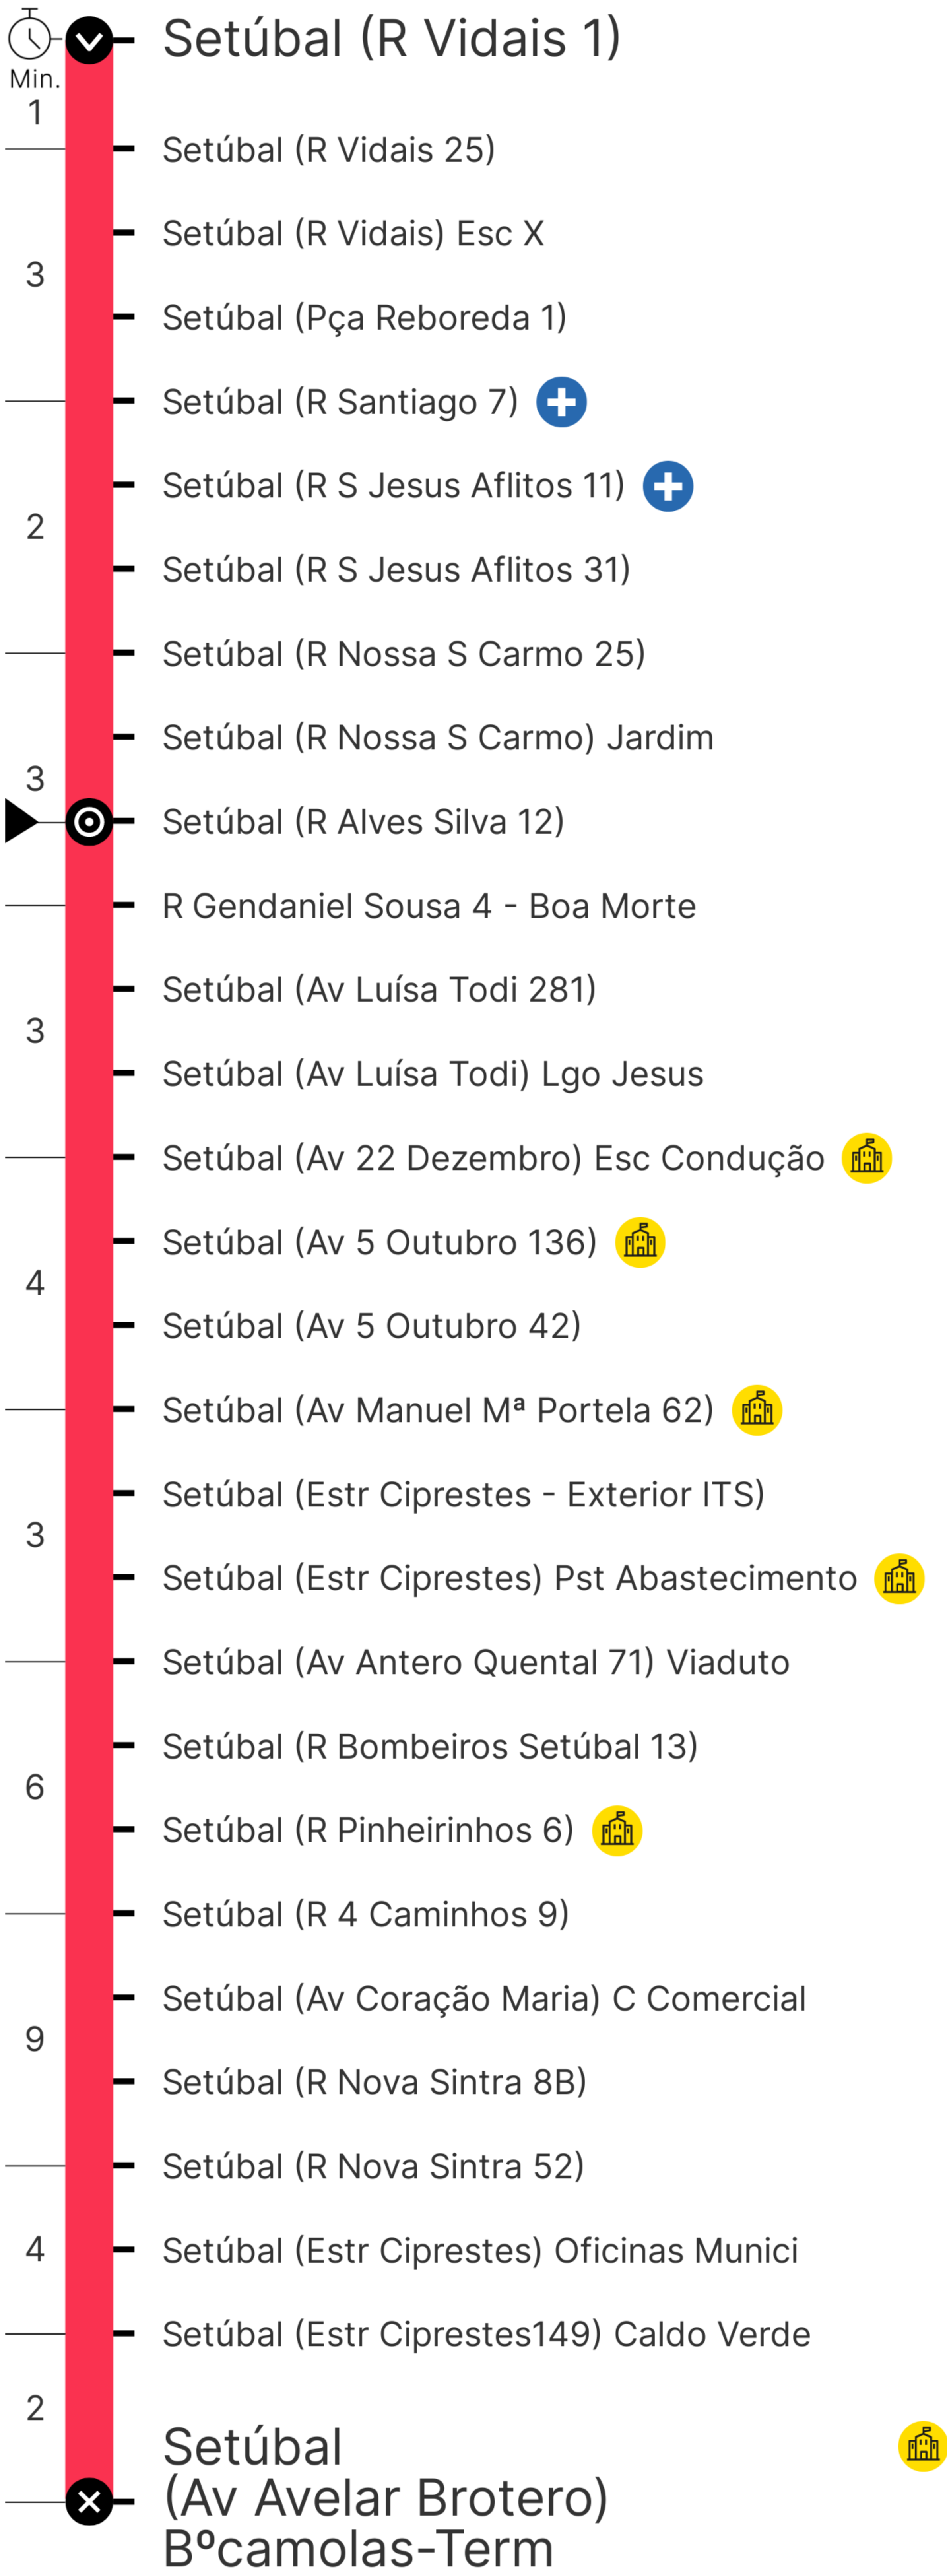 Setúbal (R Vidais 1)
Min.
1
Setúbal (R Vidais 25)
Setúbal (R Vidais) Esc X
3
Setúbal (Pça Reboreda 1)
Setúbal (R Santiago 7)
Setúbal (R S Jesus Aflitos 11)
2
Setúbal (R S Jesus Aflitos 31)
Setúbal (R Nossa S Carmo 25)
Setúbal (R Nossa S Carmo) Jardim
3
Setúbal (R Alves Silva 12)
R Gendaniel Sousa 4 - Boa Morte
Setúbal (Av Luísa Todi 281)
3
Setúbal (Av Luísa Todi) Lgo Jesus
Setúbal (Av 22 Dezembro) Esc Condução
Setúbal (Av 5 Outubro 136)
4
Setúbal (Av 5 Outubro 42)
Setúbal (Av Manuel Mª Portela 62)
Setúbal (Estr Ciprestes - Exterior ITS)
3
Setúbal (Estr Ciprestes) Pst Abastecimento
Setúbal (Av Antero Quental 71) Viaduto
Setúbal (R Bombeiros Setúbal 13)
6
Setúbal (R Pinheirinhos 6)
Setúbal (R 4 Caminhos 9)
Setúbal (Av Coração Maria) C Comercial
9
Setúbal (R Nova Sintra 8B)
Setúbal (R Nova Sintra 52)
4
Setúbal (Estr Ciprestes) Oficinas Munici
Setúbal (Estr Ciprestes149) Caldo Verde
2
Setúbal
(Av Avelar Brotero)
Bºcamolas-Term